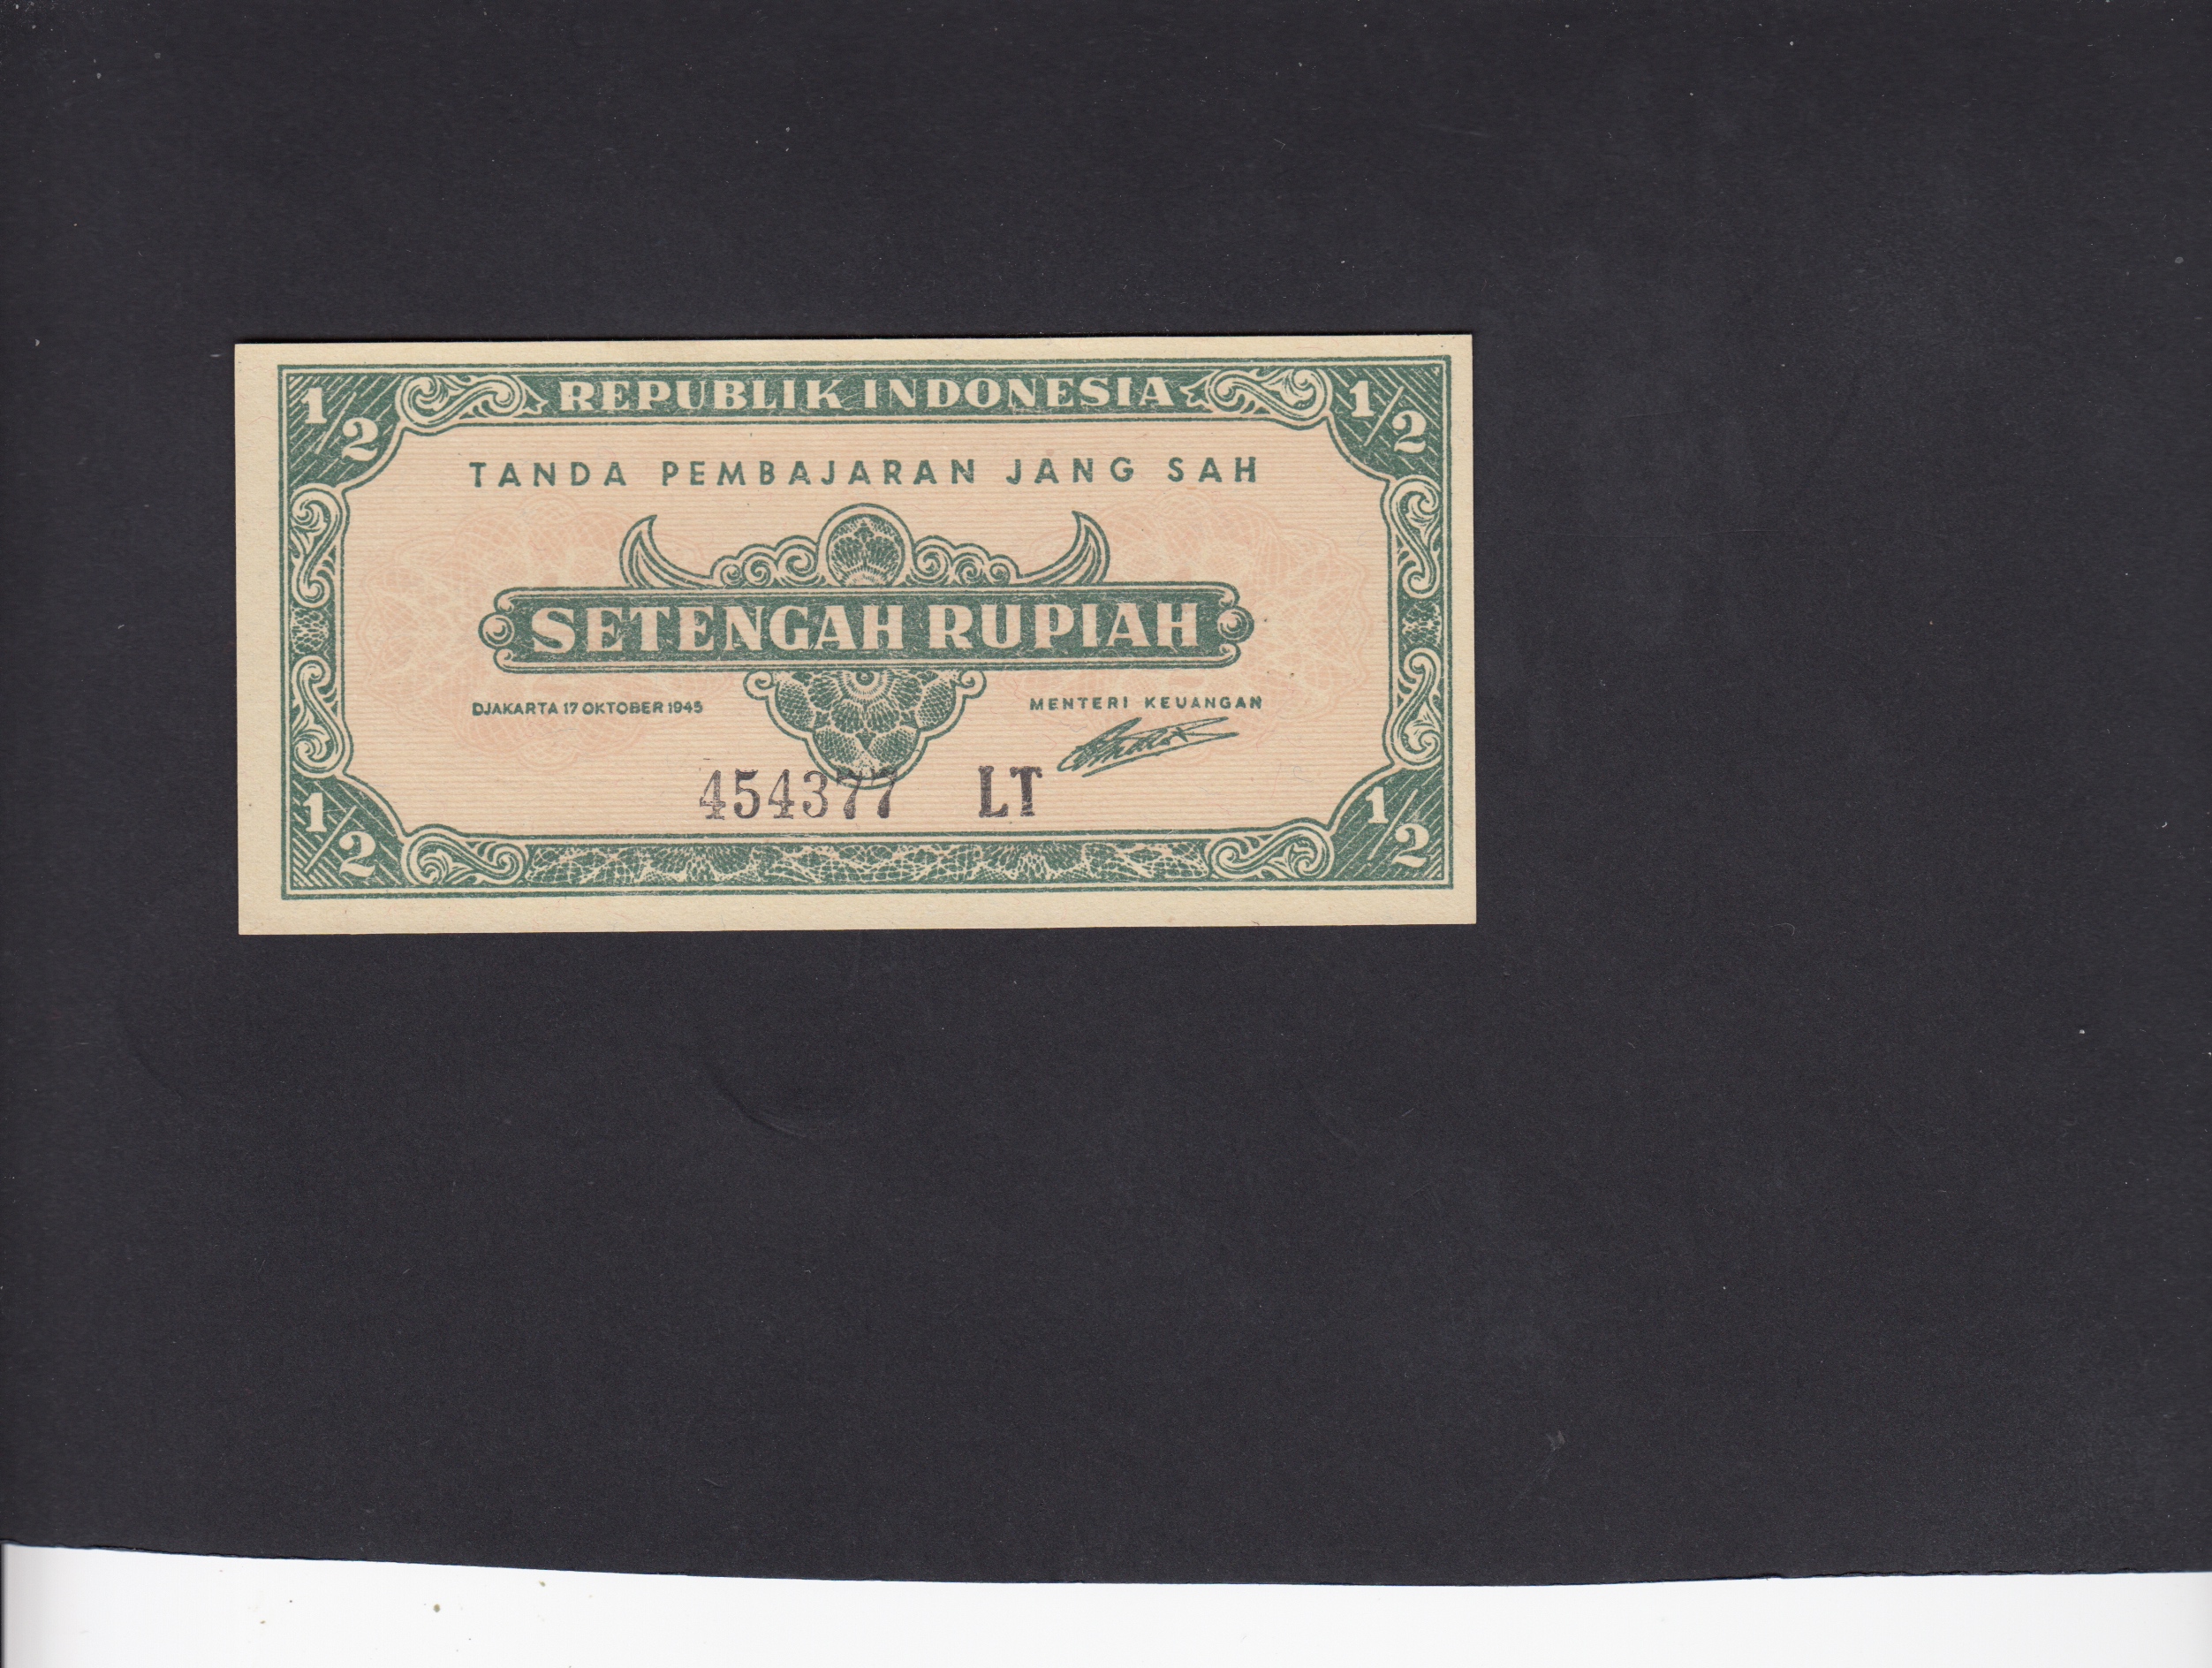 1/2 REPUBLIK INDONESIA 1/2
TANDA PEMBAJARAN JANG SAH
SETENGAH RUPIAH
DJAKARTA 17 OKTOBER 1945
MENTERI KEUANGAN
454377 LT
1/2 1/2